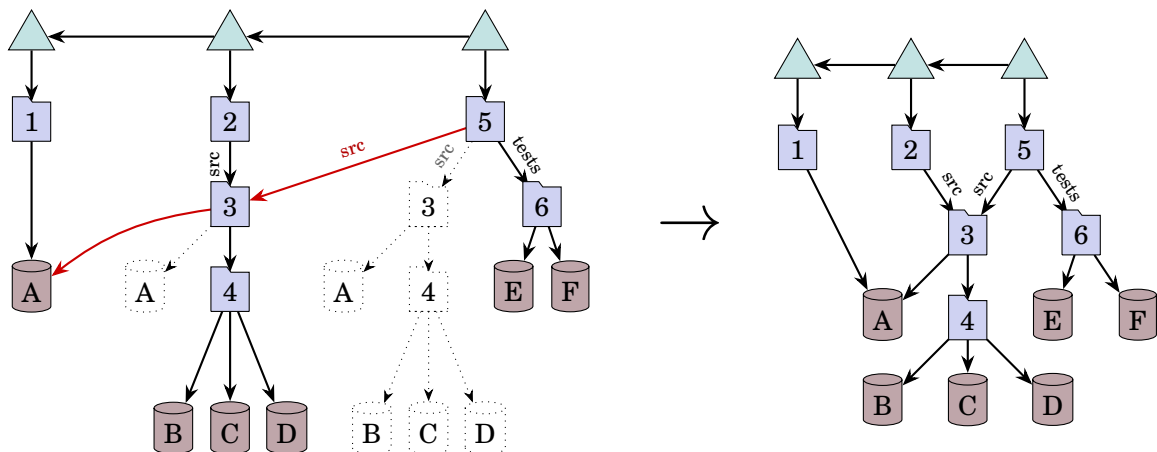 1 2 5
src src src tests
3 3 6
A A A 4 4 E F
B C D B C D
1 2 5
src src tests
3 6
A 4 E F
B C D